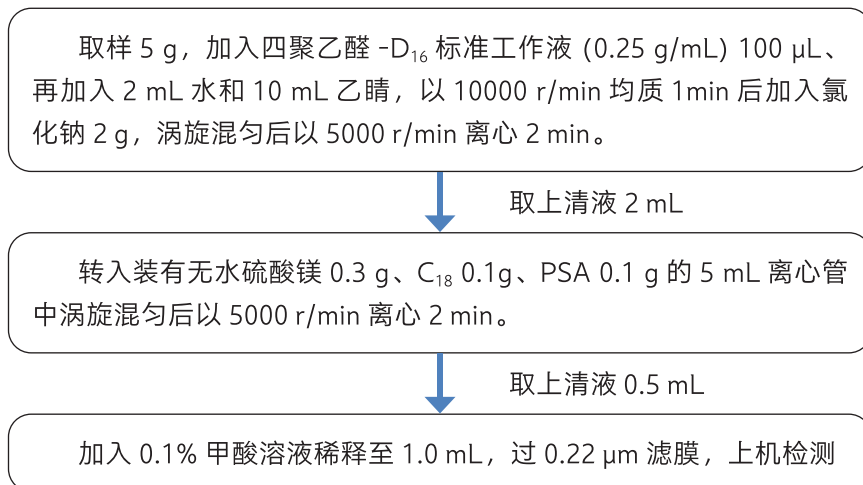 取样 5 g，加入四聚乙醛 -D₁₆ 标准工作液 (0.25 g/mL) 100 μL、
再加入 2 mL 水和 10 mL 乙晴，以 10000 r/min 均质 1min 后加入氯
化钠 2 g，涡旋混匀后以 5000 r/min 离心 2 min。
取上清液 2 mL
转入装有无水硫酸镁 0.3 g、C₁₈ 0.1g、PSA 0.1 g 的 5 mL 离心管
中涡旋混匀后以 5000 r/min 离心 2 min。
取上清液 0.5 mL
加入 0.1% 甲酸溶液稀释至 1.0 mL，过 0.22 μm 滤膜，上机检测